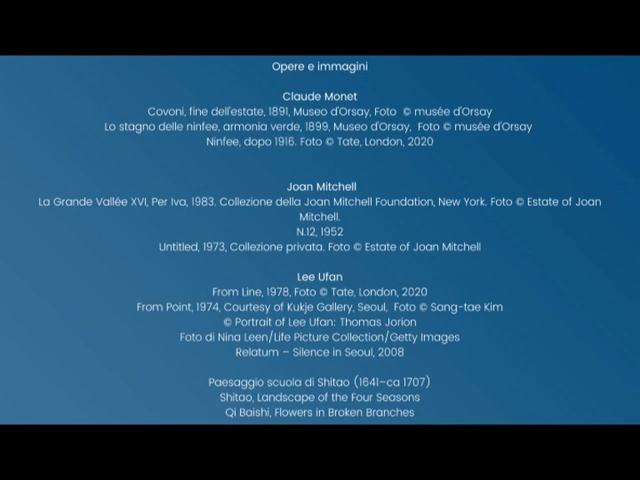 Opere e immagini
Claude Monet
Covoni, fine dell'estate, 1891, Museo d'Orsay, Foto © musée d'Orsay
Lo stagno delle ninfee, armonia verde, 1899, Museo d'Orsay, Foto © musée d'Orsay
Ninfee, dopo 1916. Foto © Tate, London, 2020
Joan Mitchell
La Grande Vallée XVI, Per Iva, 1983. Collezione della Joan Mitchell Foundation, New York. Foto © Estate of Joan
Mitchell.
N.12, 1952
Untitled, 1973, Collezione privata. Foto © Estate of Joan Mitchell
Lee Ufan
From Line, 1978, Foto © Tate, London, 2020
From Point, 1974, Courtesy of Kukje Gallery, Seoul, Foto © Sang-tae Kim
© Portrait of Lee Ufan: Thomas Jorion
Foto di Nina Leen/Life Picture Collection/Getty Images
Relatum – Silence in Seoul, 2008
Paesaggio scuola di Shitao (1641–ca 1707)
Shitao, Landscape of the Four Seasons
Qi Baishi, Flowers in Broken Branches